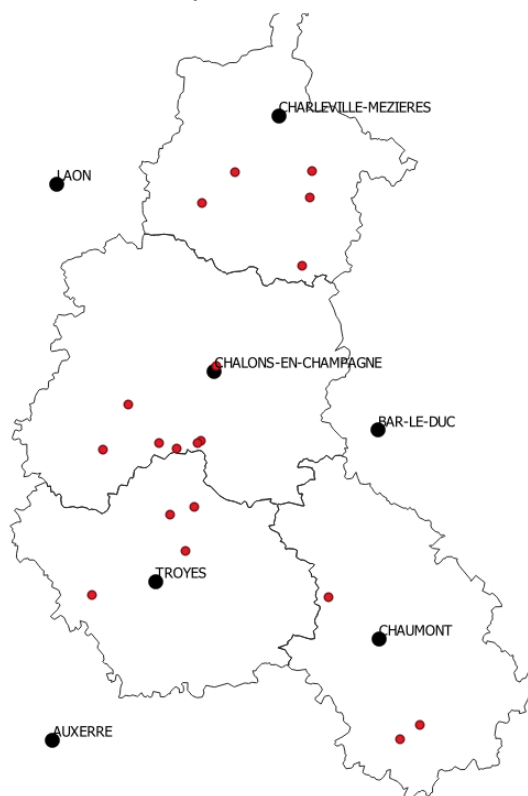 CHARLEVILLE-MEZIERES
LAON
CHALONS-EN-CHAMPAGNE
BAR-LE-DUC
TROYES
CHAUMONT
AUXERRE